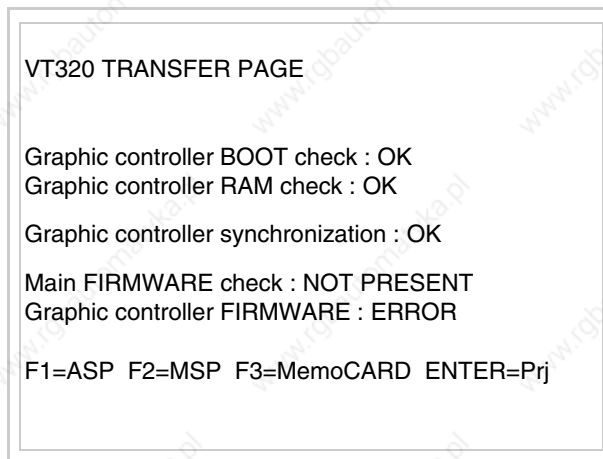 VT320 TRANSFER PAGE
Graphic controller BOOT check : OK
Graphic controller RAM check : OK
Graphic controller synchronization : OK
Main FIRMWARE check : NOT PRESENT
Graphic controller FIRMWARE : ERROR
F1=ASP F2=MSP F3=MemoCARD ENTER=Prj